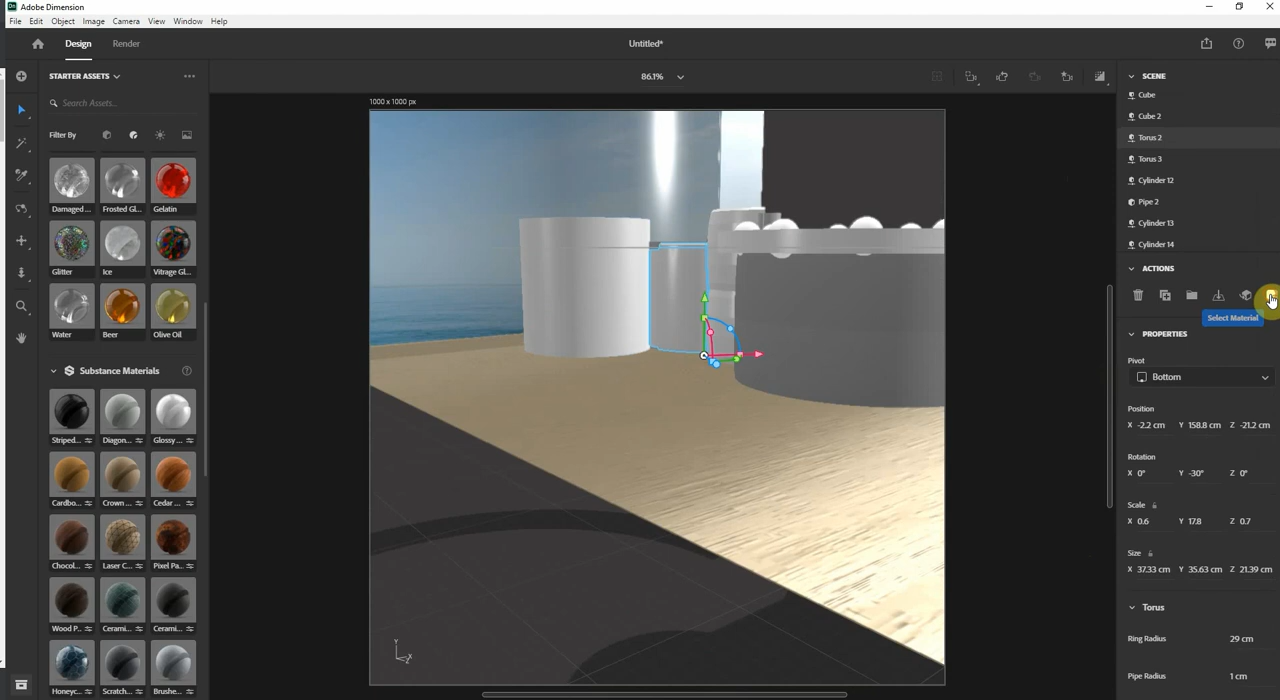 Adobe Dimension
File Edit Object Image Camera View Window Help
Design Render Untitled*
STARTER ASSETS
86.1%
SCENE
1000 x 1000 px
Search Assets...
Filter By
Cube
Cube 2
Torus 2
Torus 3
Cylinder 12
Pipe 2
Cylinder 13
Cylinder 14
Damaged ... Frosted Gl... Gelatin
Glitter Ice Vitrage Gl...
Water Beer Olive Oil
Substance Materials
Striped... Diagon... Glossy ...
Cardbo... Crown ... Cedar ...
Chocol... Laser C... Pixel Pa...
Wood P... Cerami... Cerami...
Honeyc... Scratch... Brushe...
ACTIONS
Select Material
PROPERTIES
Pivot
Bottom
Position
X -2.2 cm Y 158.8 cm Z -21.2 cm
Rotation
X 0° Y -30° Z 0°
Scale
X 0.6 Y 17.8 Z 0.7
Size
X 37.33 cm Y 35.63 cm Z 21.39 cm
Torus
Ring Radius 29 cm
Pipe Radius 1 cm
Y
X
Z